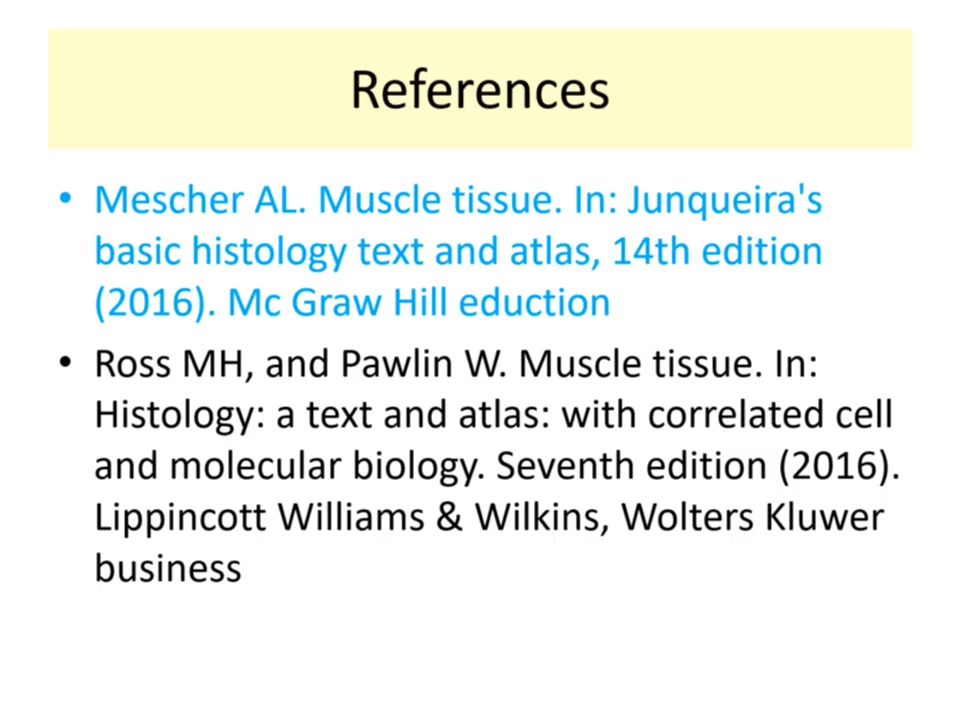 References
• Mescher AL. Muscle tissue. In: Junqueira's
basic histology text and atlas, 14th edition
(2016). Mc Graw Hill eduction
• Ross MH, and Pawlin W. Muscle tissue. In:
Histology: a text and atlas: with correlated cell
and molecular biology. Seventh edition (2016).
Lippincott Williams & Wilkins, Wolters Kluwer
business